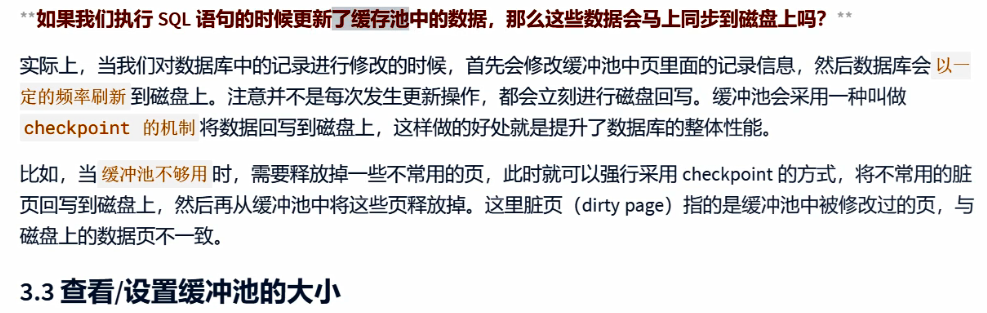 **如果我们执行 SQL 语句的时候更新了缓存池中的数据，那么这些数据会马上同步到磁盘上吗？**
实际上，当我们对数据库中的记录进行修改的时候，首先会修改缓冲池中页里面的记录信息，然后数据库会 以一
定的频率刷新 到磁盘上。注意并不是每次发生更新操作，都会立刻进行磁盘回写。缓冲池会采用一种叫做
checkpoint 的机制 将数据回写到磁盘上，这样做的好处就是提升了数据库的整体性能。
比如，当 缓冲池不够用 时，需要释放掉一些不常用的页，此时就可以强行采用 checkpoint 的方式，将不常用的脏
页回写到磁盘上，然后再从缓冲池中将这些页释放掉。这里脏页（dirty page）指的是缓冲池中被修改过的页，与
磁盘上的数据页不一致。
3.3 查看/设置缓冲池的大小